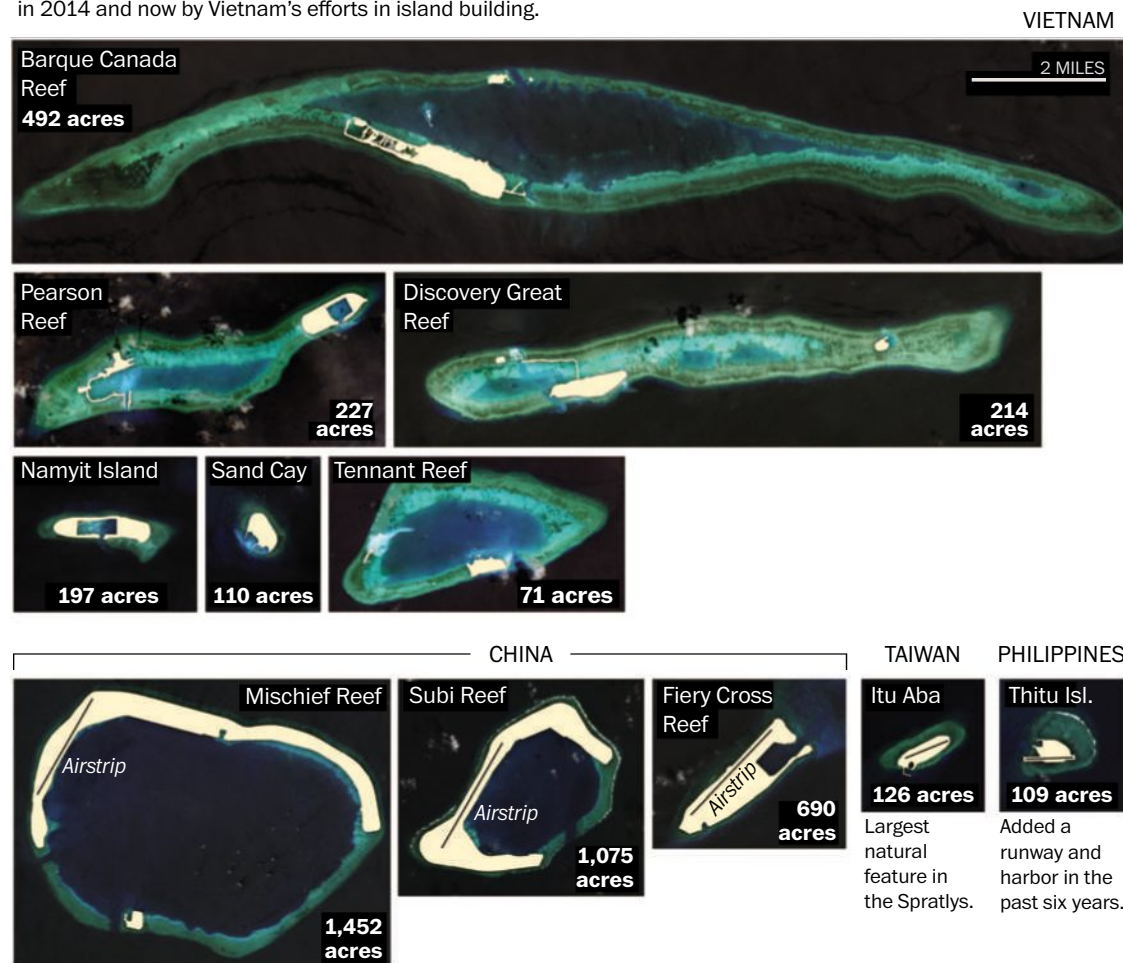 in 2014 and now by Vietnam’s efforts in island building.
VIETNAM
Barque Canada
Reef
492 acres
2 MILES
Pearson
Reef
227
acres
Discovery Great
Reef
214
acres
Namyit Island
197 acres
Sand Cay
110 acres
Tennant Reef
71 acres
CHINA
Mischief Reef
Airstrip
1,452
acres
Subi Reef
Airstrip
1,075
acres
Fiery Cross
Reef
Airstrip
690
acres
TAIWAN
Itu Aba
126 acres
Largest
natural
feature in
the Spratlys.
PHILIPPINES
Thitu Isl.
109 acres
Added a
runway and
harbor in the
past six years.